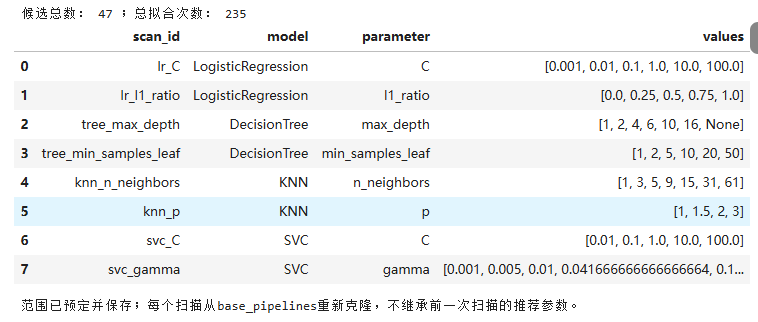 候选总数: 47 ;总拟合次数: 235
scan_id model parameter values
0 lr_C LogisticRegression C [0.001, 0.01, 0.1, 1.0, 10.0, 100.0]
1 lr_l1_ratio LogisticRegression l1_ratio [0.0, 0.25, 0.5, 0.75, 1.0]
2 tree_max_depth DecisionTree max_depth [1, 2, 4, 6, 10, 16, None]
3 tree_min_samples_leaf DecisionTree min_samples_leaf [1, 2, 5, 10, 20, 50]
4 knn_n_neighbors KNN n_neighbors [1, 3, 5, 9, 15, 31, 61]
5 knn_p KNN p [1, 1.5, 2, 3]
6 svc_C SVC C [0.01, 0.1, 1.0, 10.0, 100.0]
7 svc_gamma SVC gamma [0.001, 0.005, 0.01, 0.041666666666666664, 0.1...
范围已预定并保存;每个扫描从base_pipelines重新克隆,不继承前一次扫描的推荐参数。